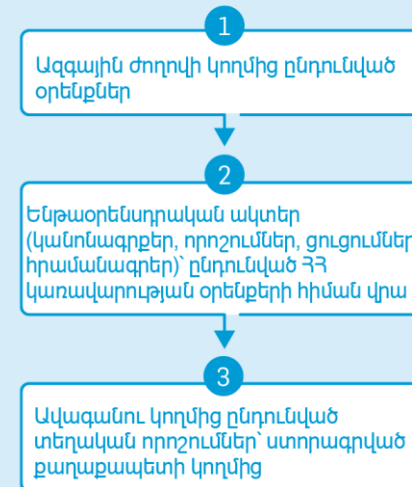 1
Ազգային ժողովի կողմից ընդունված
օրենքներ
2
Ենթաօրենսդրական ակտեր
(կանոնագրքեր, որոշումներ, ցուցումներ
հրամանագրեր)՝ ընդունված ՀՀ
կառավարության օրենքերի հիման վրա
3
Ավագանու կողմից ընդունված
տեղական որոշումներ՝ ստորագրված
քաղաքապետի կողմից